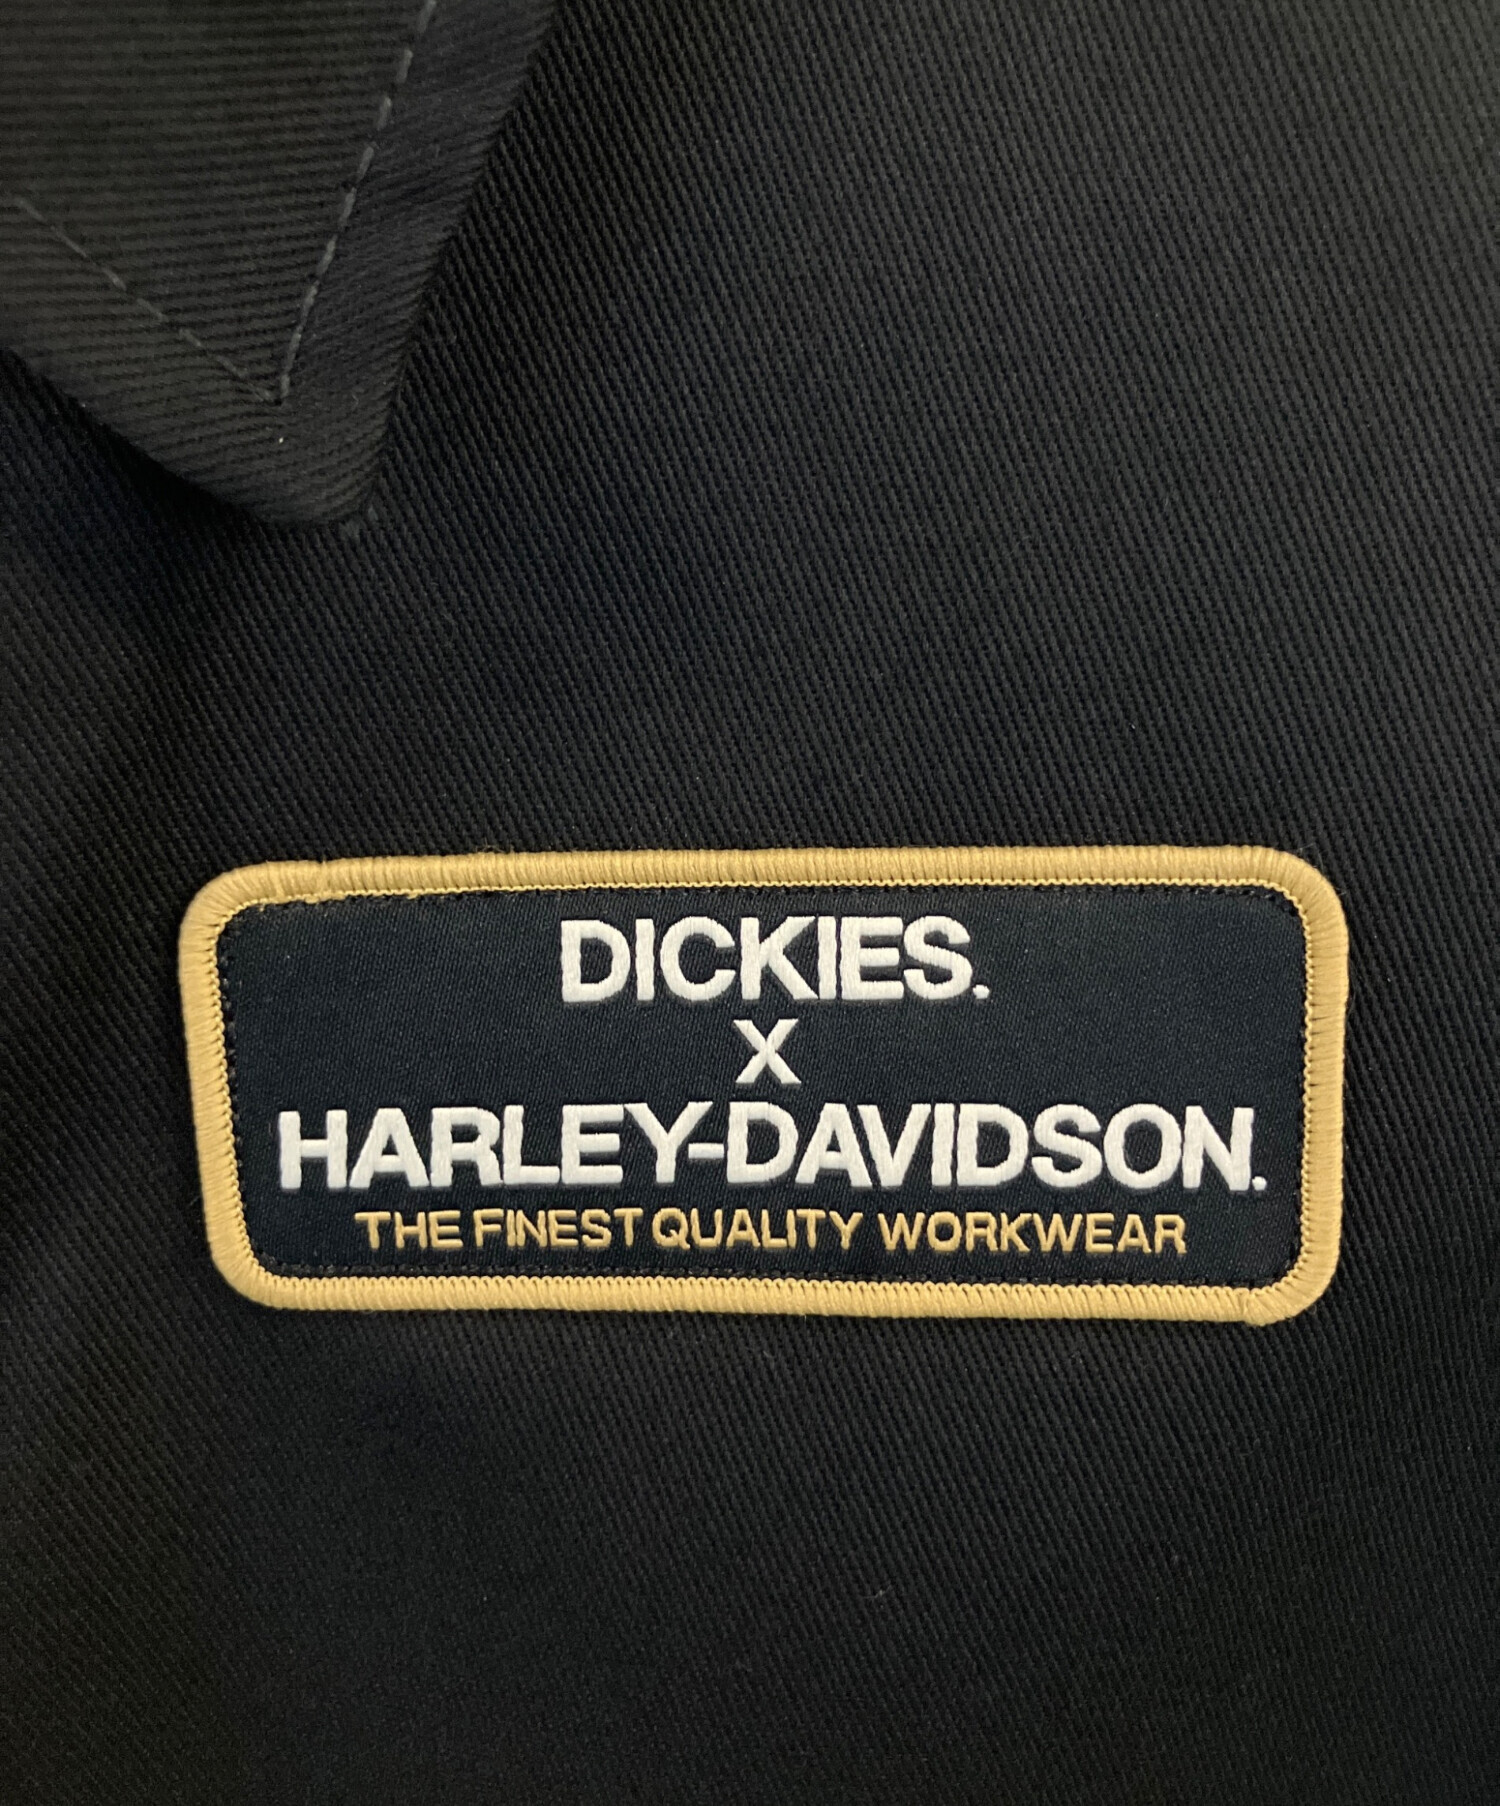 DICKIES.
X
HARLEY-DAVIDSON.
THE FINEST QUALITY WORKWEAR